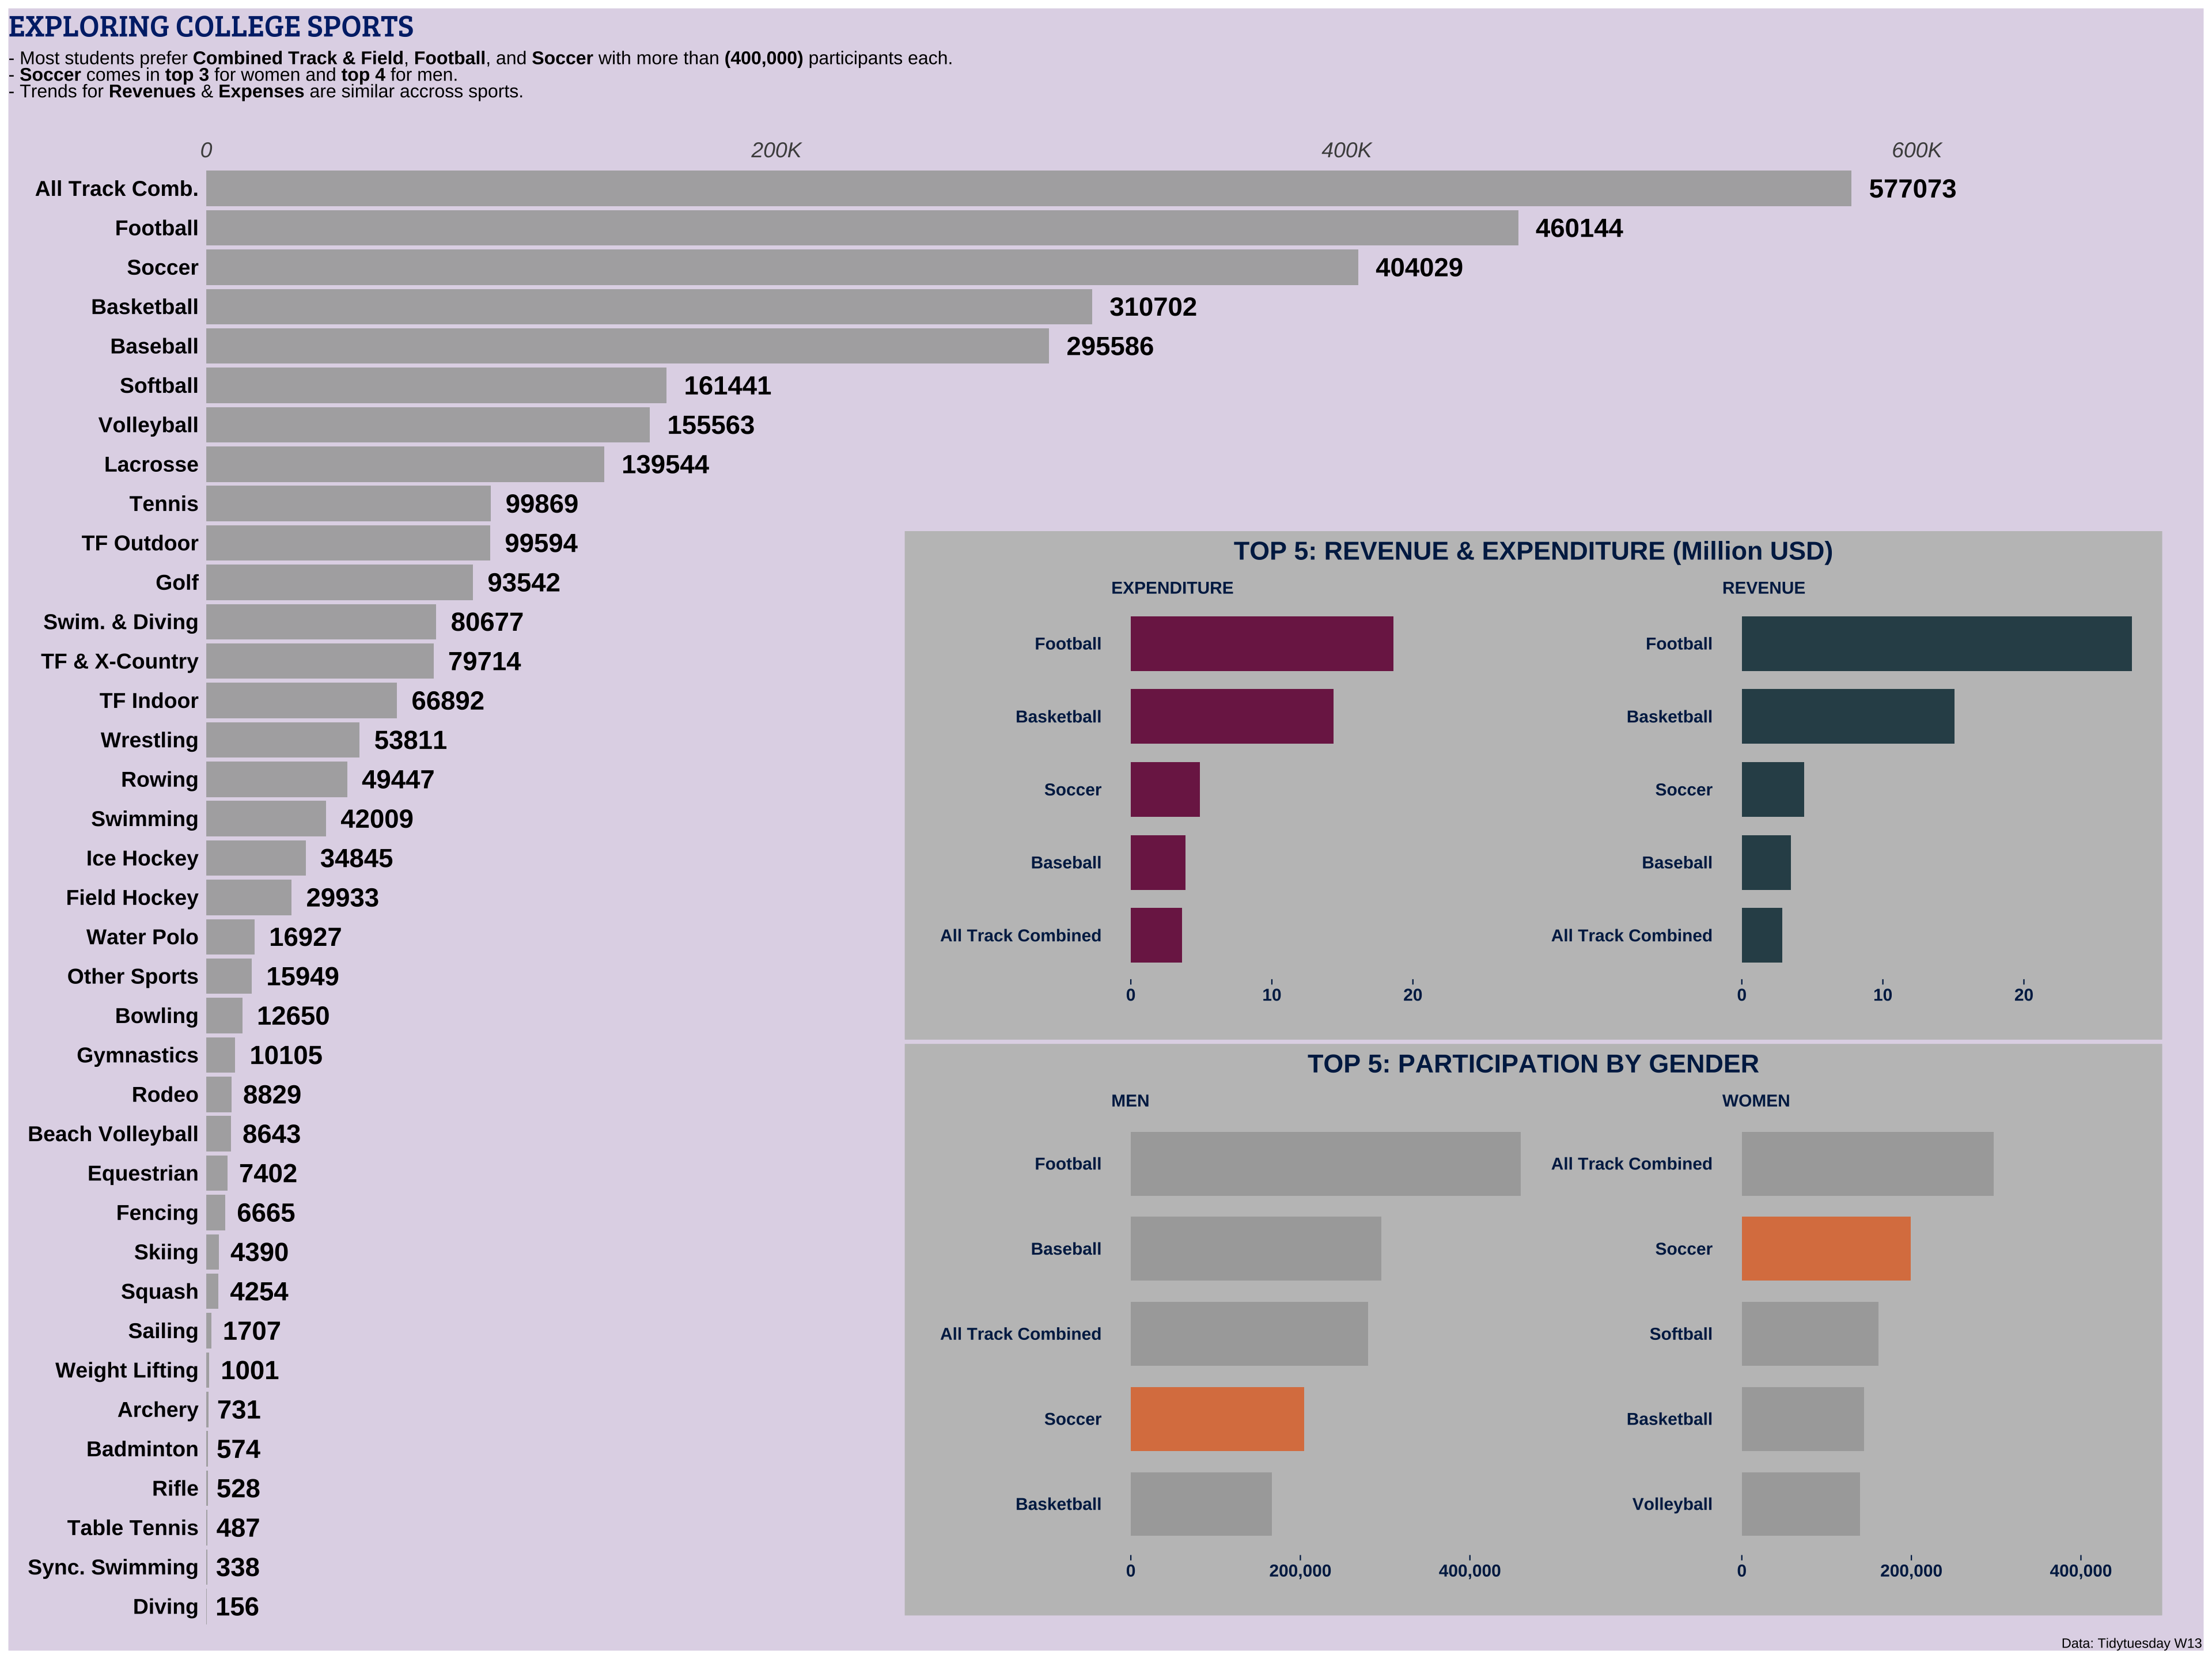 EXPLORING COLLEGE SPORTS
- Most students prefer Combined Track & Field, Football, and Soccer with more than (400,000) participants each.
- Soccer comes in top 3 for women and top 4 for men.
- Trends for Revenues & Expenses are similar accross sports.
0 200K 400K 600K
All Track Comb. 577073
Football 460144
Soccer 404029
Basketball 310702
Baseball 295586
Softball 161441
Volleyball 155563
Lacrosse 139544
Tennis 99869
TF Outdoor 99594
Golf 93542
Swim. & Diving 80677
TF & X-Country 79714
TF Indoor 66892
Wrestling 53811
Rowing 49447
Swimming 42009
Ice Hockey 34845
Field Hockey 29933
Water Polo 16927
Other Sports 15949
Bowling 12650
Gymnastics 10105
Rodeo 8829
Beach Volleyball 8643
Equestrian 7402
Fencing 6665
Skiing 4390
Squash 4254
Sailing 1707
Weight Lifting 1001
Archery 731
Badminton 574
Rifle 528
Table Tennis 487
Sync. Swimming 338
Diving 156
TOP 5: REVENUE & EXPENDITURE (Million USD)
EXPENDITURE
Football
Basketball
Soccer
Baseball
All Track Combined
0 10 20
REVENUE
Football
Basketball
Soccer
Baseball
All Track Combined
0 10 20
TOP 5: PARTICIPATION BY GENDER
MEN
Football
Baseball
All Track Combined
Soccer
Basketball
0 200,000 400,000
WOMEN
All Track Combined
Soccer
Softball
Basketball
Volleyball
0 200,000 400,000
Data: Tidytuesday W13